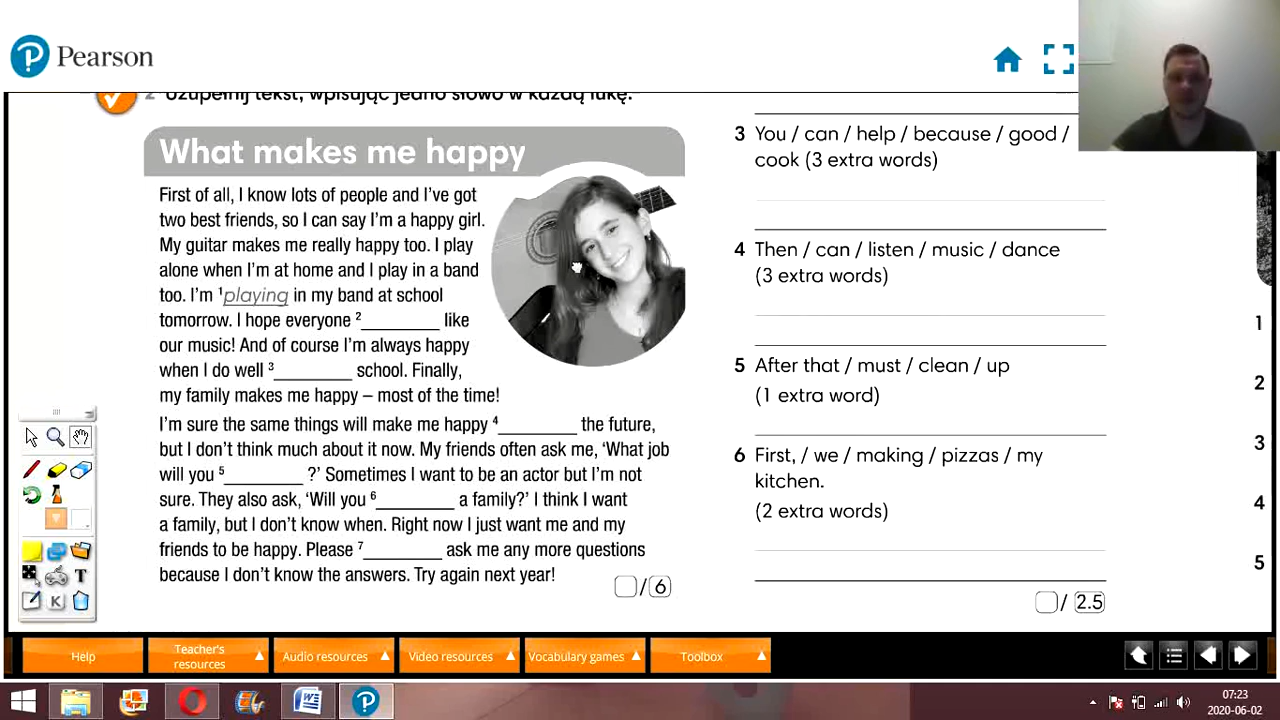 Pearson
2 Uzupełnij tekst, wpisując jedno słowo w każdą lukę.
What makes me happy
First of all, I know lots of people and I've got
two best friends, so I can say I'm a happy girl.
My guitar makes me really happy too. I play
alone when I'm at home and I play in a band
too. I'm ¹playing in my band at school
tomorrow. I hope everyone ²________ like
our music! And of course I'm always happy
when I do well ³________ school. Finally,
my family makes me happy – most of the time!
I'm sure the same things will make me happy ⁴________ the future,
but I don't think much about it now. My friends often ask me, 'What job
will you ⁵________ ?' Sometimes I want to be an actor but I'm not
sure. They also ask, 'Will you ⁶________ a family?' I think I want
a family, but I don't know when. Right now I just want me and my
friends to be happy. Please ⁷________ ask me any more questions
because I don't know the answers. Try again next year!
/ 6
3 You / can / help / because / good /
cook (3 extra words)
4 Then / can / listen / music / dance
(3 extra words)
5 After that / must / clean / up
(1 extra word)
6 First, / we / making / pizzas / my
kitchen.
(2 extra words)
/ 2.5
1
2
3
4
5
T
K
Help
Teacher's
resources
Audio resources
Video resources
Vocabulary games
Toolbox
07:23
2020-06-02